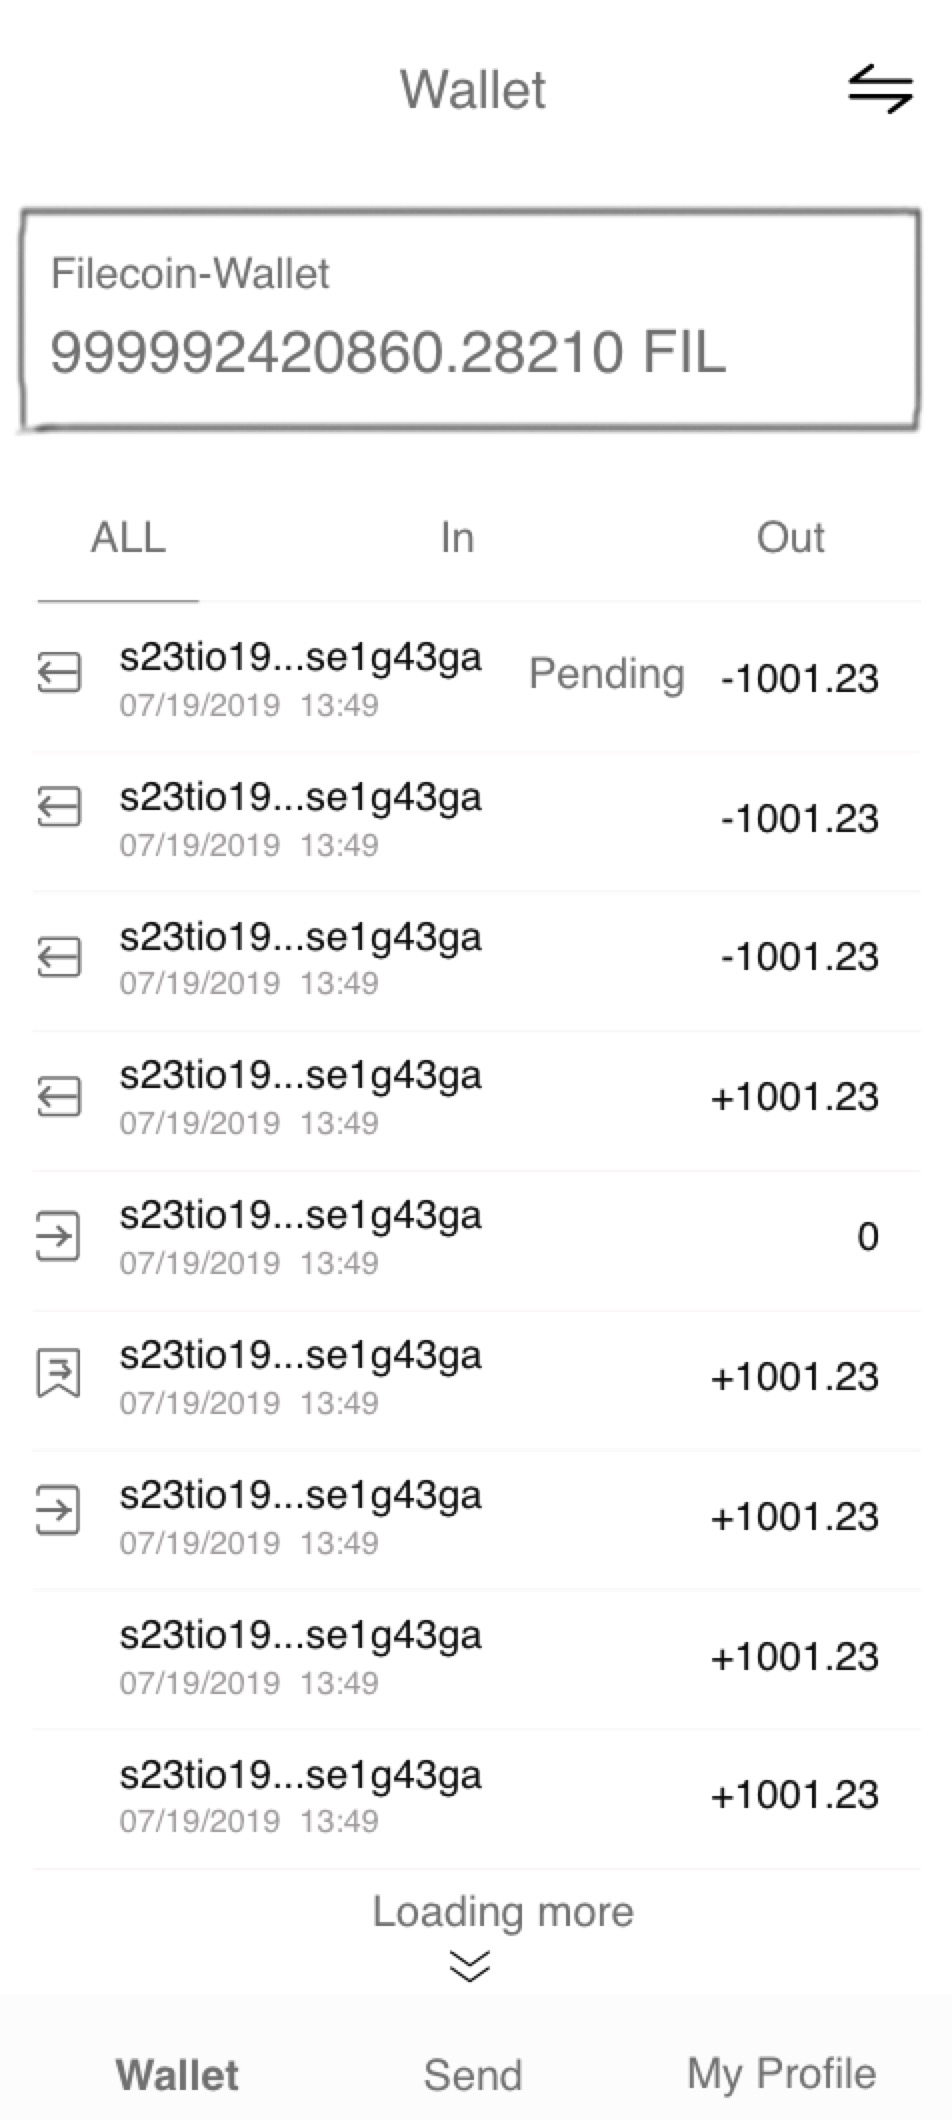 Wallet
Filecoin-Wallet
999992420860.28210 FIL
ALL In Out
s23tio19...se1g43ga Pending -1001.23
07/19/2019 13:49
s23tio19...se1g43ga -1001.23
07/19/2019 13:49
s23tio19...se1g43ga -1001.23
07/19/2019 13:49
s23tio19...se1g43ga +1001.23
07/19/2019 13:49
s23tio19...se1g43ga 0
07/19/2019 13:49
s23tio19...se1g43ga +1001.23
07/19/2019 13:49
s23tio19...se1g43ga +1001.23
07/19/2019 13:49
s23tio19...se1g43ga +1001.23
07/19/2019 13:49
s23tio19...se1g43ga +1001.23
07/19/2019 13:49
Loading more
Wallet Send My Profile